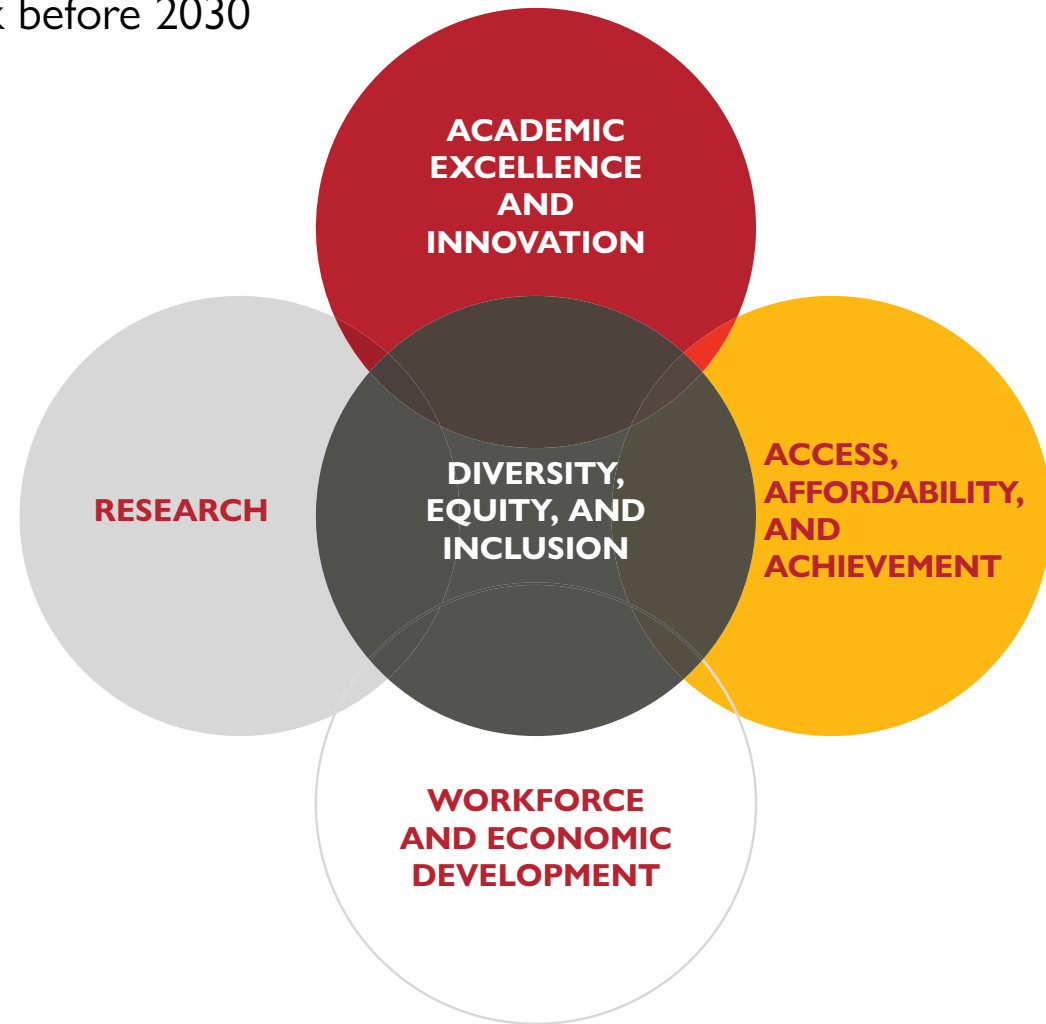 before 2030
ACADEMIC
EXCELLENCE
AND
INNOVATION
RESEARCH
DIVERSITY,
EQUITY, AND
INCLUSION
ACCESS,
AFFORDABILITY,
AND
ACHIEVEMENT
WORKFORCE
AND ECONOMIC
DEVELOPMENT